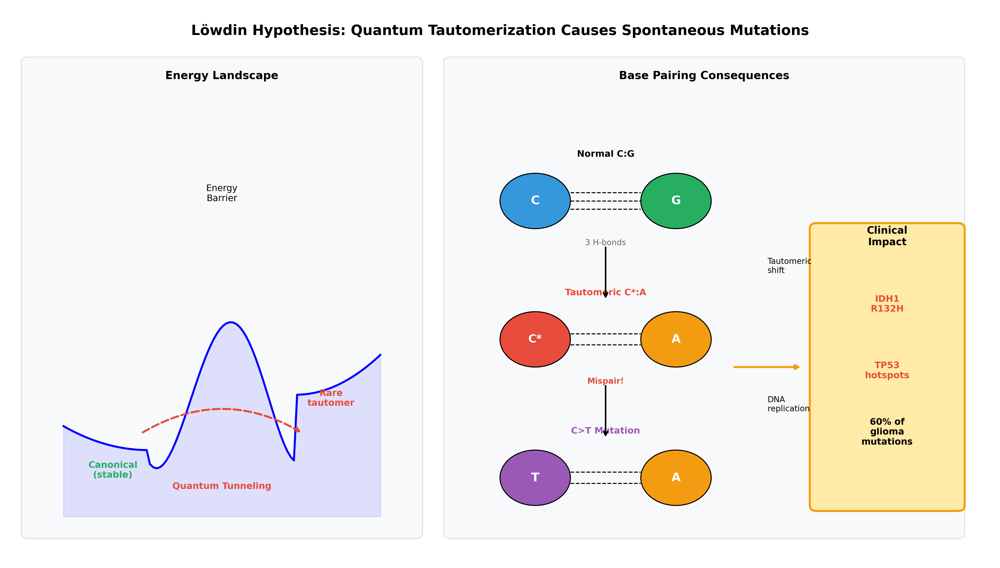 Löwdin Hypothesis: Quantum Tautomerization Causes Spontaneous Mutations
Energy Landscape
Energy
Barrier
Rare
tautomer
Canonical
(stable)
Quantum Tunneling
Base Pairing Consequences
Normal C:G
C
G
3 H-bonds
Tautomeric
shift
Tautomeric C*:A
C*
A
Mispair!
DNA
replication
C>T Mutation
T
A
Clinical
Impact
IDH1
R132H
TP53
hotspots
60% of
glioma
mutations